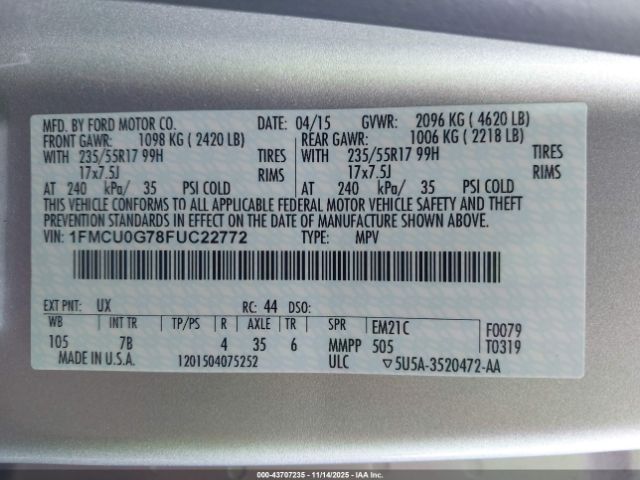 MFD. BY FORD MOTOR CO. DATE: 04/15 GVWR: 2096 KG ( 4620 LB)
FRONT GAWR: 1098 KG ( 2420 LB) REAR GAWR: 1006 KG ( 2218 LB)
WITH 235/55R17 99H TIRES WITH 235/55R17 99H TIRES
17x7.5J RIMS 17x7.5J RIMS
AT 240 kPa/ 35 PSI COLD AT 240 kPa/ 35 PSI COLD
THIS VEHICLE CONFORMS TO ALL APPLICABLE FEDERAL MOTOR VEHICLE SAFETY AND THEFT
PREVENTION STANDARDS IN EFFECT ON THE DATE OF MANUFACTURE SHOWN ABOVE.
VIN: 1FMCU0G78FUC22772 TYPE: MPV
EXT PNT: UX RC: 44 DSO:
WB INT TR TP/PS R AXLE TR SPR EM21C F0079
105 7B 4 35 6 MMPP 505 T0319
MADE IN U.S.A. 1201504075252 ULC ▽5U5A-3520472-AA
000-43707235 - 11/14/2025 - IAAI.COM